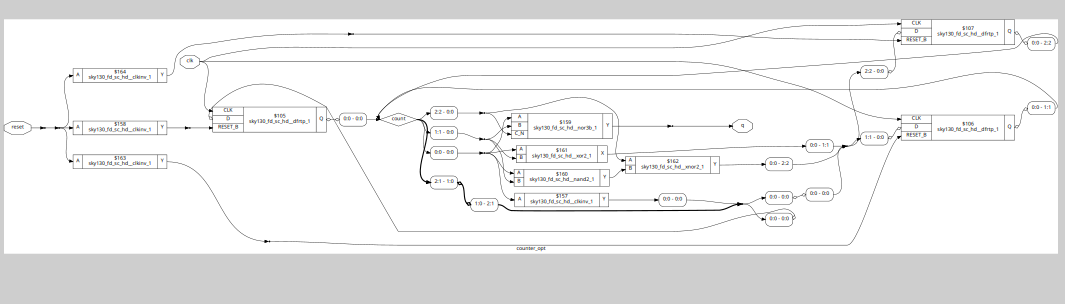 CLK
D
RESET_B
$107
sky130_fd_sc_hd__dfrtp_1
Q
0:0 - 2:2
clk
A
$164
sky130_fd_sc_hd__clkinv_1
Y
2:2 - 0:0
CLK
D
RESET_B
$105
sky130_fd_sc_hd__dfrtp_1
Q
0:0 - 0:0
count
2:2 - 0:0
1:1 - 0:0
0:0 - 0:0
2:1 - 1:0
1:0 - 2:1
A
B
C_N
$159
sky130_fd_sc_hd__nor3b_1
Y
q
0:0 - 1:1
CLK
D
RESET_B
$106
sky130_fd_sc_hd__dfrtp_1
Q
reset
A
$158
sky130_fd_sc_hd__clkinv_1
Y
1:1 - 0:0
A
B
$161
sky130_fd_sc_hd__xor2_1
X
0:0 - 1:1
A
$163
sky130_fd_sc_hd__clkinv_1
Y
A
B
$162
sky130_fd_sc_hd__xnor2_1
Y
0:0 - 2:2
A
B
$160
sky130_fd_sc_hd__nand2_1
Y
A
$157
sky130_fd_sc_hd__clkinv_1
Y
0:0 - 0:0
0:0 - 0:0
0:0 - 0:0
0:0 - 0:0
counter_opt